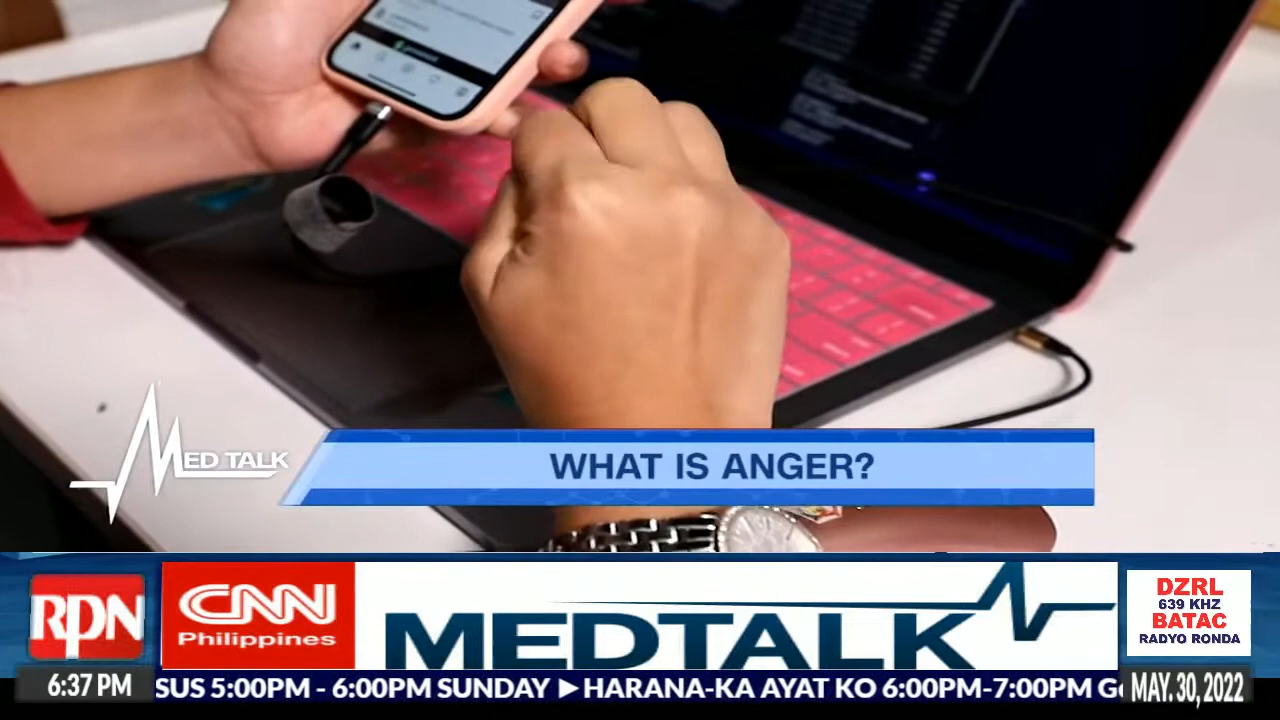 MED TALK
WHAT IS ANGER?
RPN
CNN
Philippines
MEDTALK
DZRL
639 KHZ
BATAC
RADYO RONDA
6:37 PM
SUS 5:00PM - 6:00PM SUNDAY ►HARANA-KA AYAT KO 6:00PM-7:00PM G
MAY. 30, 2022